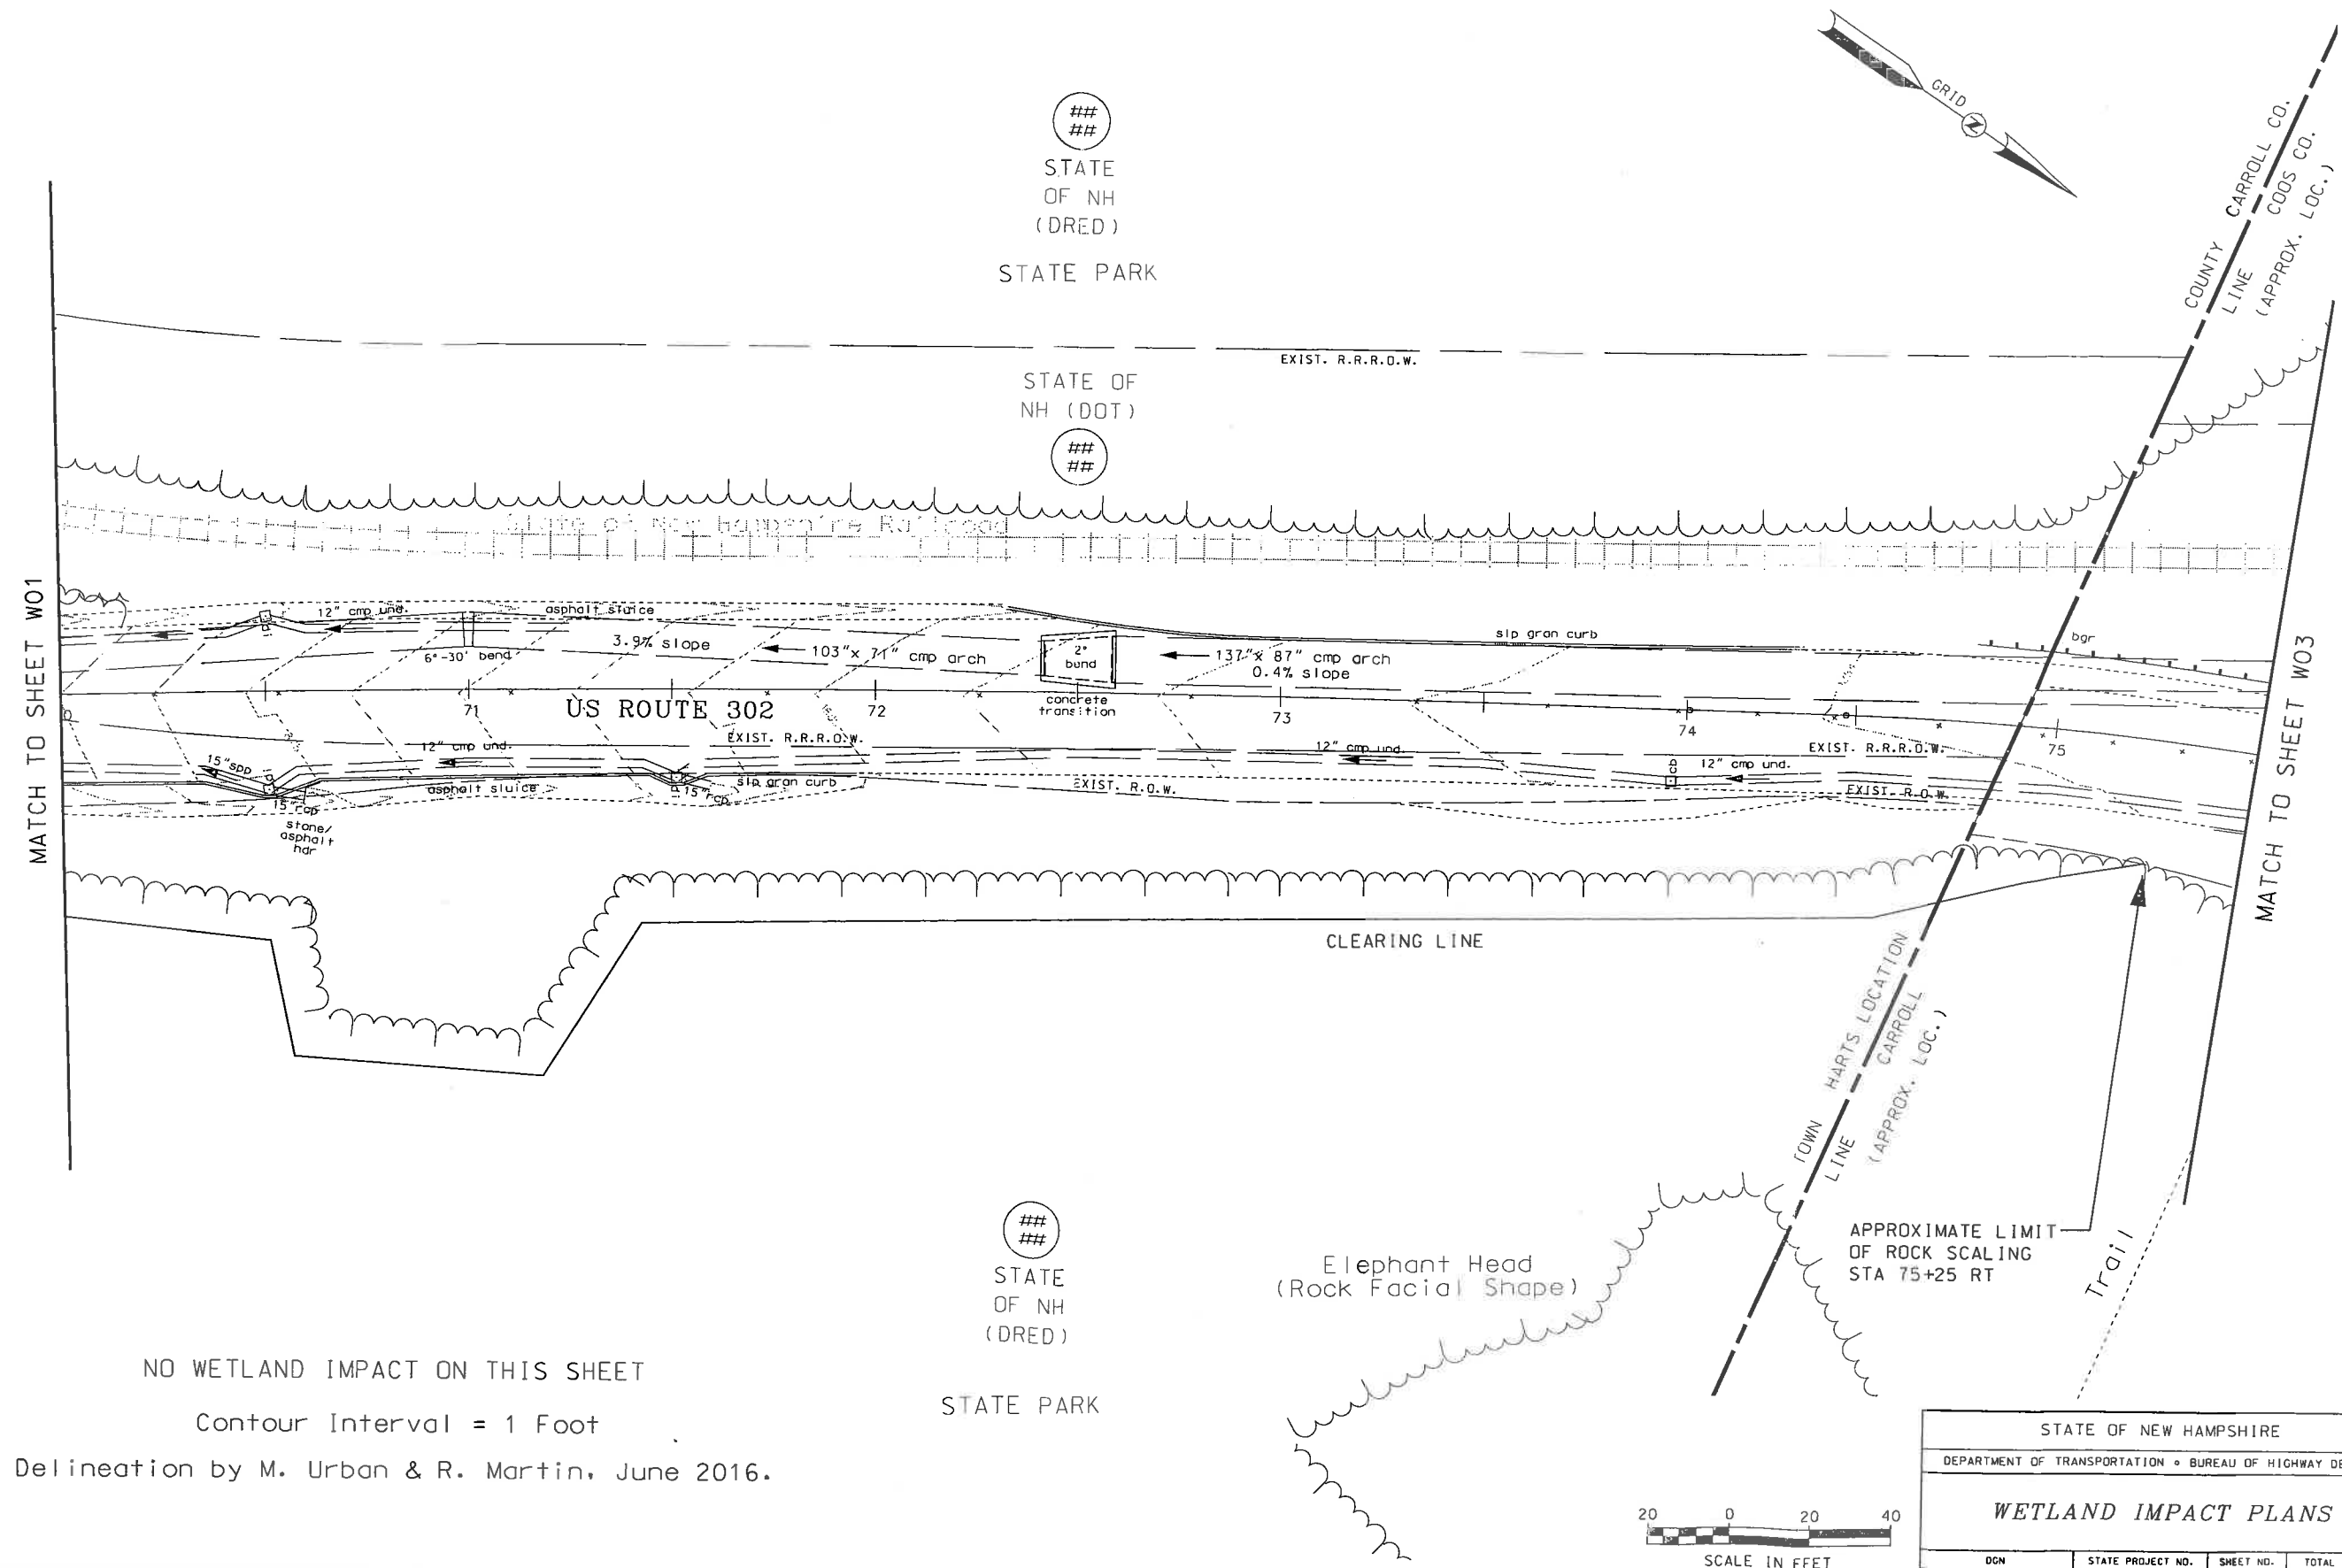 GRID
N
COUNTY CARROLL CO.
LINE COOS CO.
(APPROX. LOC.)
##
##
STATE
OF NH
(DRED)
STATE PARK
EXIST. R.R.R.O.W.
STATE OF
NH (DOT)
##
##
State of New Hampshire Railroad
MATCH TO SHEET W01
12" cmp und.
asphalt sluice
slp gran curb
bgr
6°-30' bend
3.9% slope
103"x 71" cmp arch
2°
bend
137"x 87" cmp arch
0.4% slope
concrete
transition
71
US ROUTE 302
72
73
74
75
EXIST. R.R.R.O.W.
12" cmp und.
12" cmp und.
EXIST. R.R.R.O.W.
CB
12" cmp und.
15"spp
asphalt sluice
15"rcp
slp gran curb
EXIST. R.O.W.
EXIST. R.O.W.
15"rcp
stone/
asphalt
hdr
MATCH TO SHEET W03
CLEARING LINE
TOWN HARTS LOCATION
LINE CARROLL
(APPROX. LOC.)
APPROXIMATE LIMIT
OF ROCK SCALING
STA 75+25 RT
Trail
##
##
STATE
OF NH
(DRED)
STATE PARK
Elephant Head
(Rock Facial Shape)
NO WETLAND IMPACT ON THIS SHEET
Contour Interval = 1 Foot
Delineation by M. Urban & R. Martin, June 2016.
20 0 20 40
SCALE IN FEET
STATE OF NEW HAMPSHIRE
DEPARTMENT OF TRANSPORTATION • BUREAU OF HIGHWAY DE
WETLAND IMPACT PLANS
DGN STATE PROJECT NO. SHEET NO. TOTAL